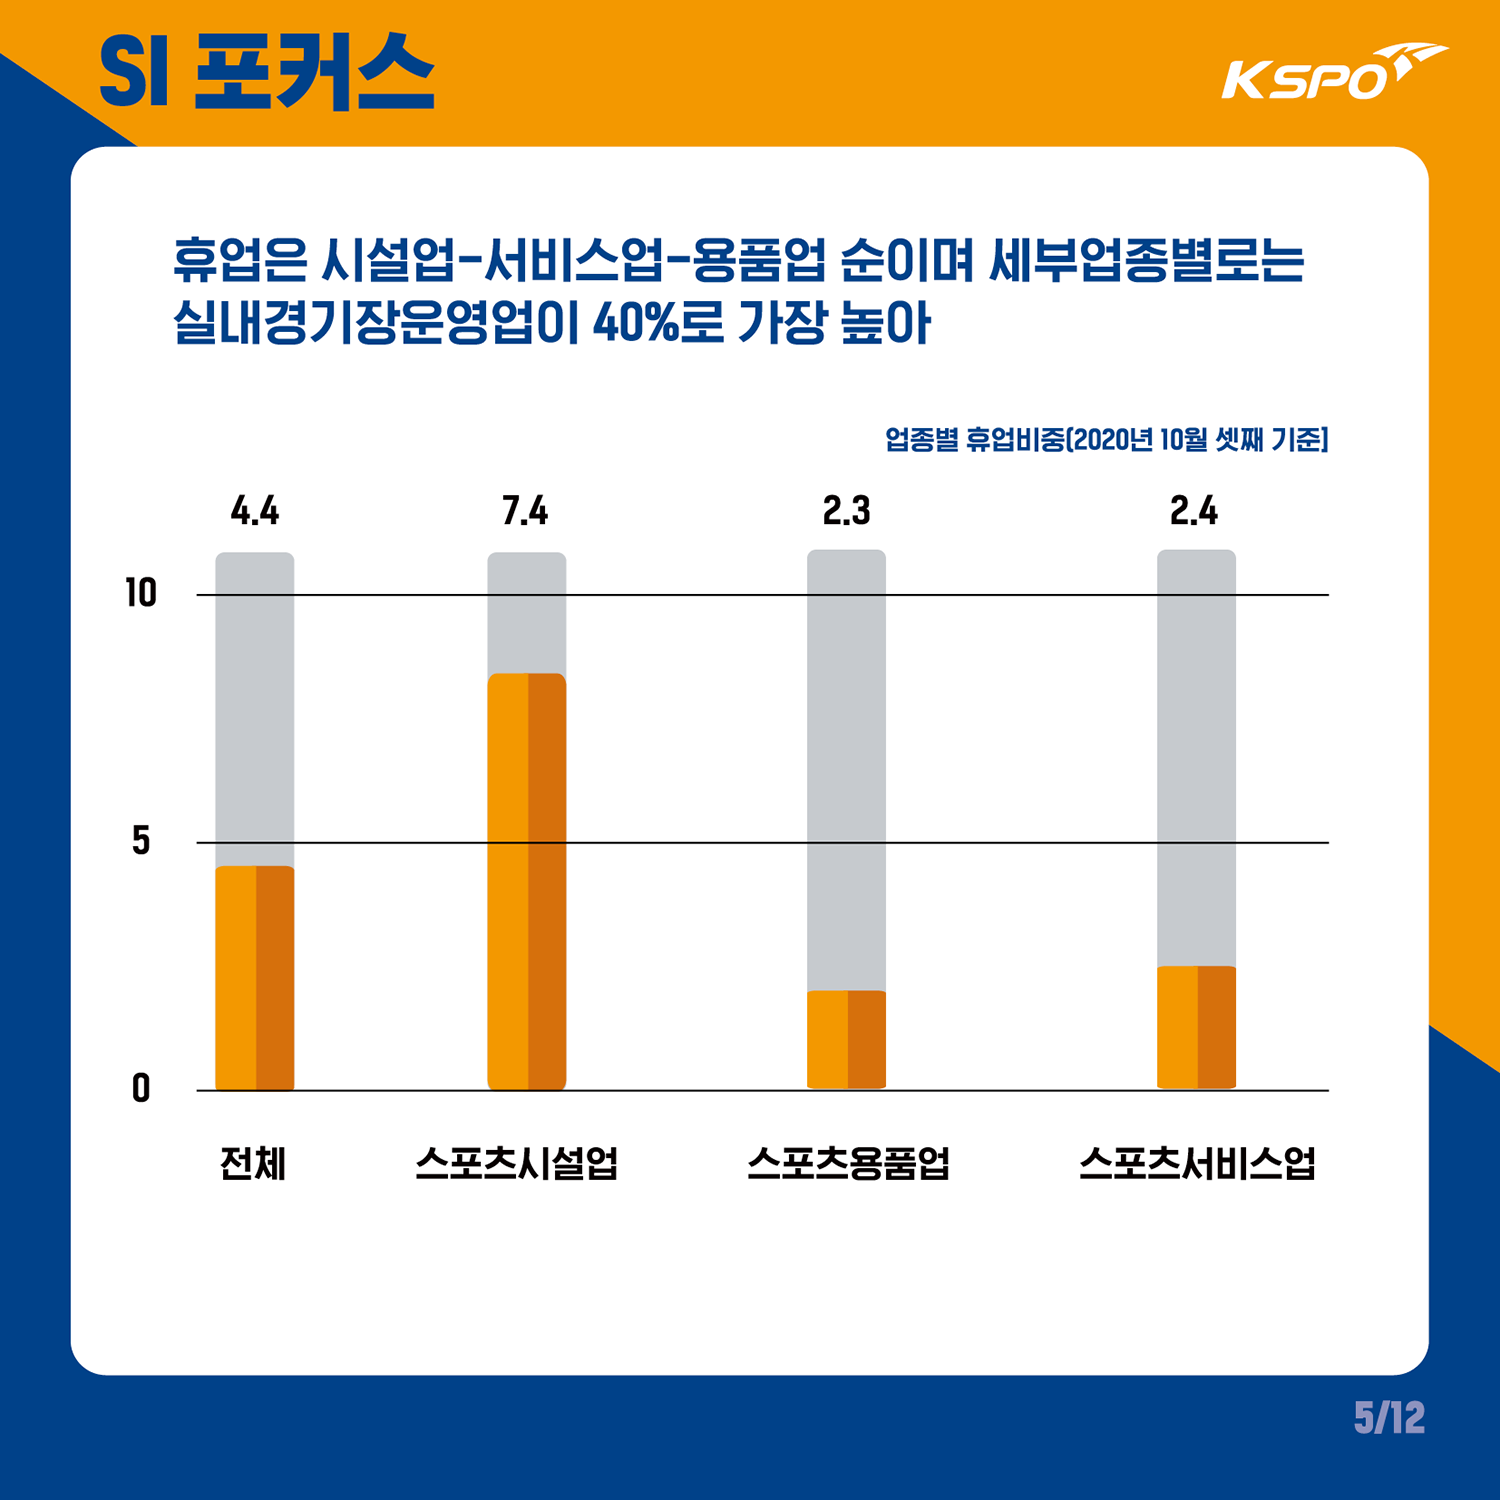 SI 포커스
KSPO
휴업은 시설업-서비스업-용품업 순이며 세부업종별로는
실내경기장운영업이 40%로 가장 높아
업종별 휴업비중(2020년 10월 셋째 기준]
4.4 7.4 2.3 2.4
10
5
0
전체 스포츠시설업 스포츠용품업 스포츠서비스업
5/12